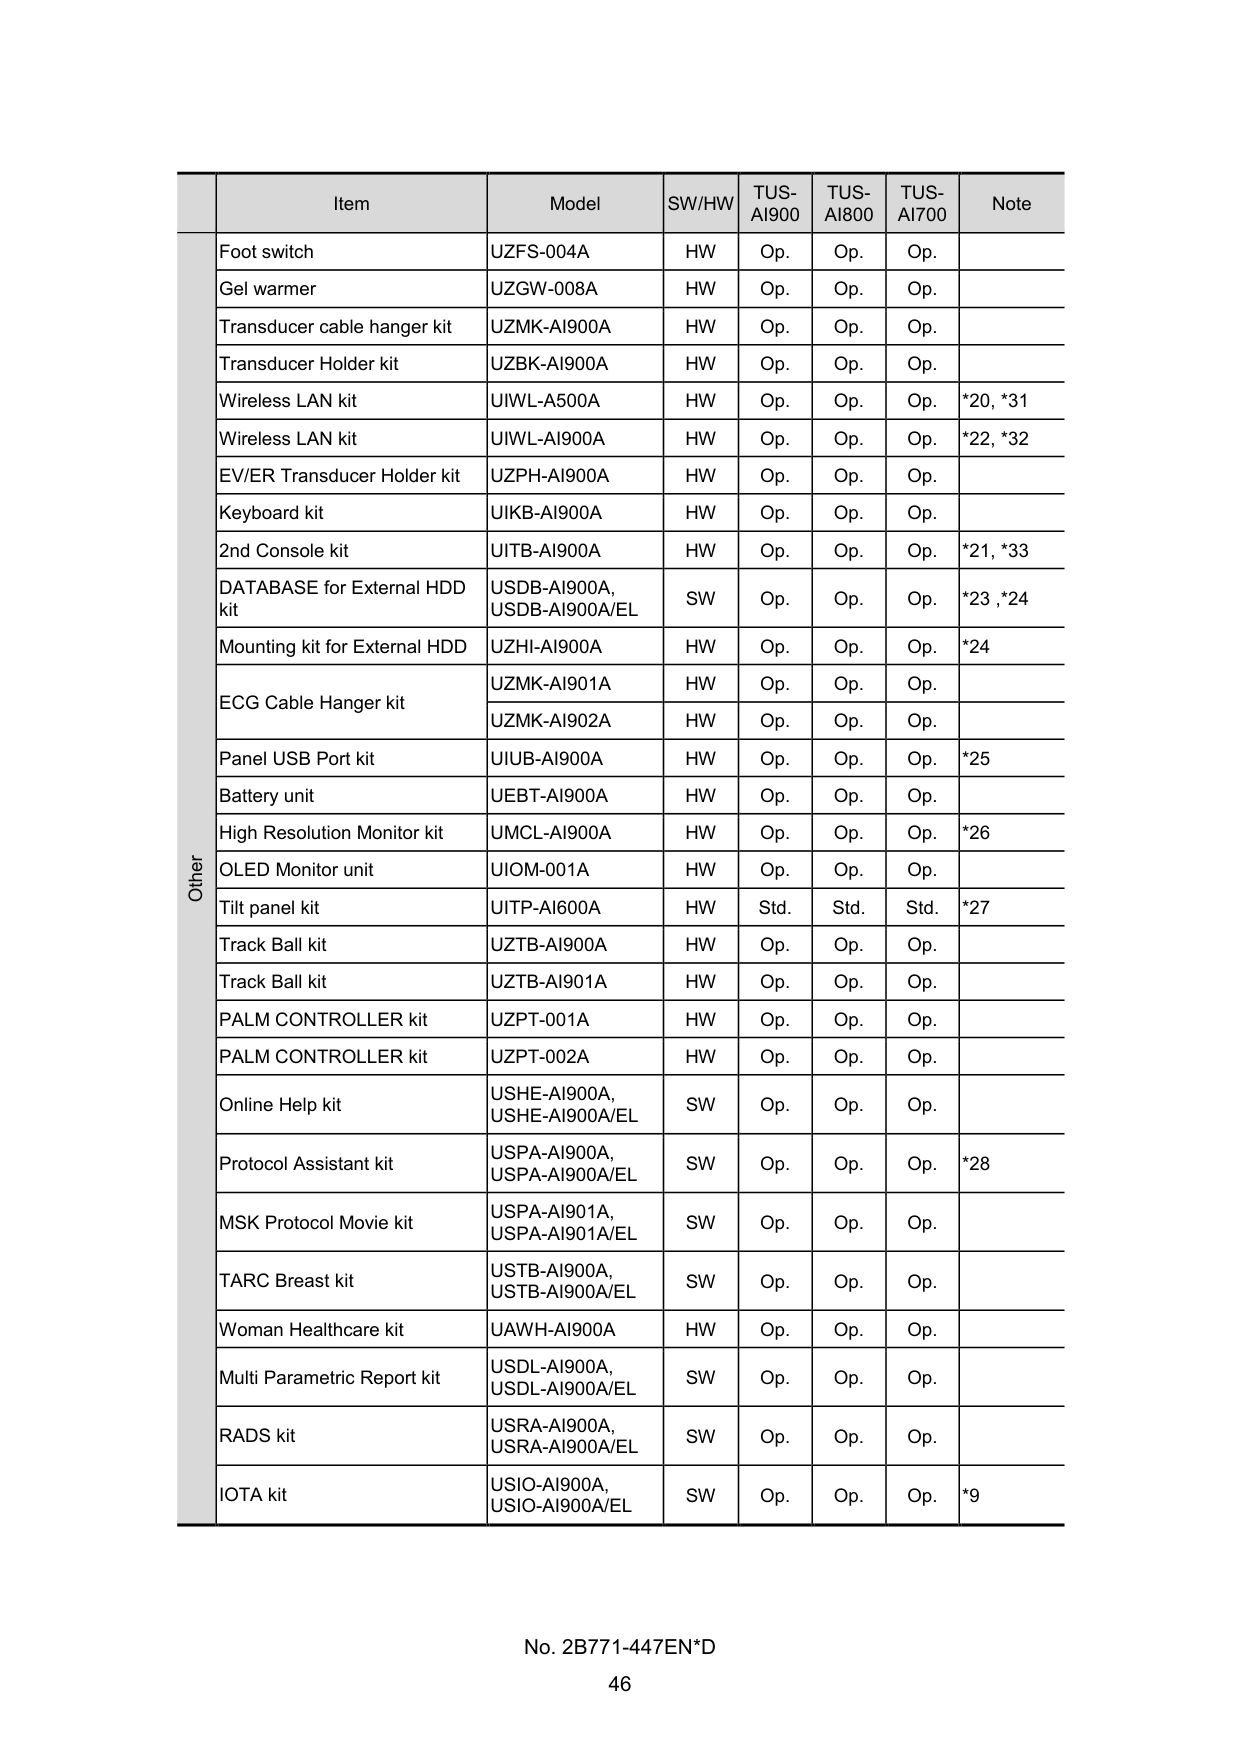 Item Model SW/HW TUS-AI900 TUS-AI800 TUS-AI700 Note
Other
Foot switch UZFS-004A HW Op. Op. Op.
Gel warmer UZGW-008A HW Op. Op. Op.
Transducer cable hanger kit UZMK-AI900A HW Op. Op. Op.
Transducer Holder kit UZBK-AI900A HW Op. Op. Op.
Wireless LAN kit UIWL-A500A HW Op. Op. Op. *20, *31
Wireless LAN kit UIWL-AI900A HW Op. Op. Op. *22, *32
EV/ER Transducer Holder kit UZPH-AI900A HW Op. Op. Op.
Keyboard kit UIKB-AI900A HW Op. Op. Op.
2nd Console kit UITB-AI900A HW Op. Op. Op. *21, *33
DATABASE for External HDD kit USDB-AI900A, USDB-AI900A/EL SW Op. Op. Op. *23 ,*24
Mounting kit for External HDD UZHI-AI900A HW Op. Op. Op. *24
ECG Cable Hanger kit UZMK-AI901A HW Op. Op. Op.
UZMK-AI902A HW Op. Op. Op.
Panel USB Port kit UIUB-AI900A HW Op. Op. Op. *25
Battery unit UEBT-AI900A HW Op. Op. Op.
High Resolution Monitor kit UMCL-AI900A HW Op. Op. Op. *26
OLED Monitor unit UIOM-001A HW Op. Op. Op.
Tilt panel kit UITP-AI600A HW Std. Std. Std. *27
Track Ball kit UZTB-AI900A HW Op. Op. Op.
Track Ball kit UZTB-AI901A HW Op. Op. Op.
PALM CONTROLLER kit UZPT-001A HW Op. Op. Op.
PALM CONTROLLER kit UZPT-002A HW Op. Op. Op.
Online Help kit USHE-AI900A, USHE-AI900A/EL SW Op. Op. Op.
Protocol Assistant kit USPA-AI900A, USPA-AI900A/EL SW Op. Op. Op. *28
MSK Protocol Movie kit USPA-AI901A, USPA-AI901A/EL SW Op. Op. Op.
TARC Breast kit USTB-AI900A, USTB-AI900A/EL SW Op. Op. Op.
Woman Healthcare kit UAWH-AI900A HW Op. Op. Op.
Multi Parametric Report kit USDL-AI900A, USDL-AI900A/EL SW Op. Op. Op.
RADS kit USRA-AI900A, USRA-AI900A/EL SW Op. Op. Op.
IOTA kit USIO-AI900A, USIO-AI900A/EL SW Op. Op. Op. *9
No. 2B771-447EN*D
46